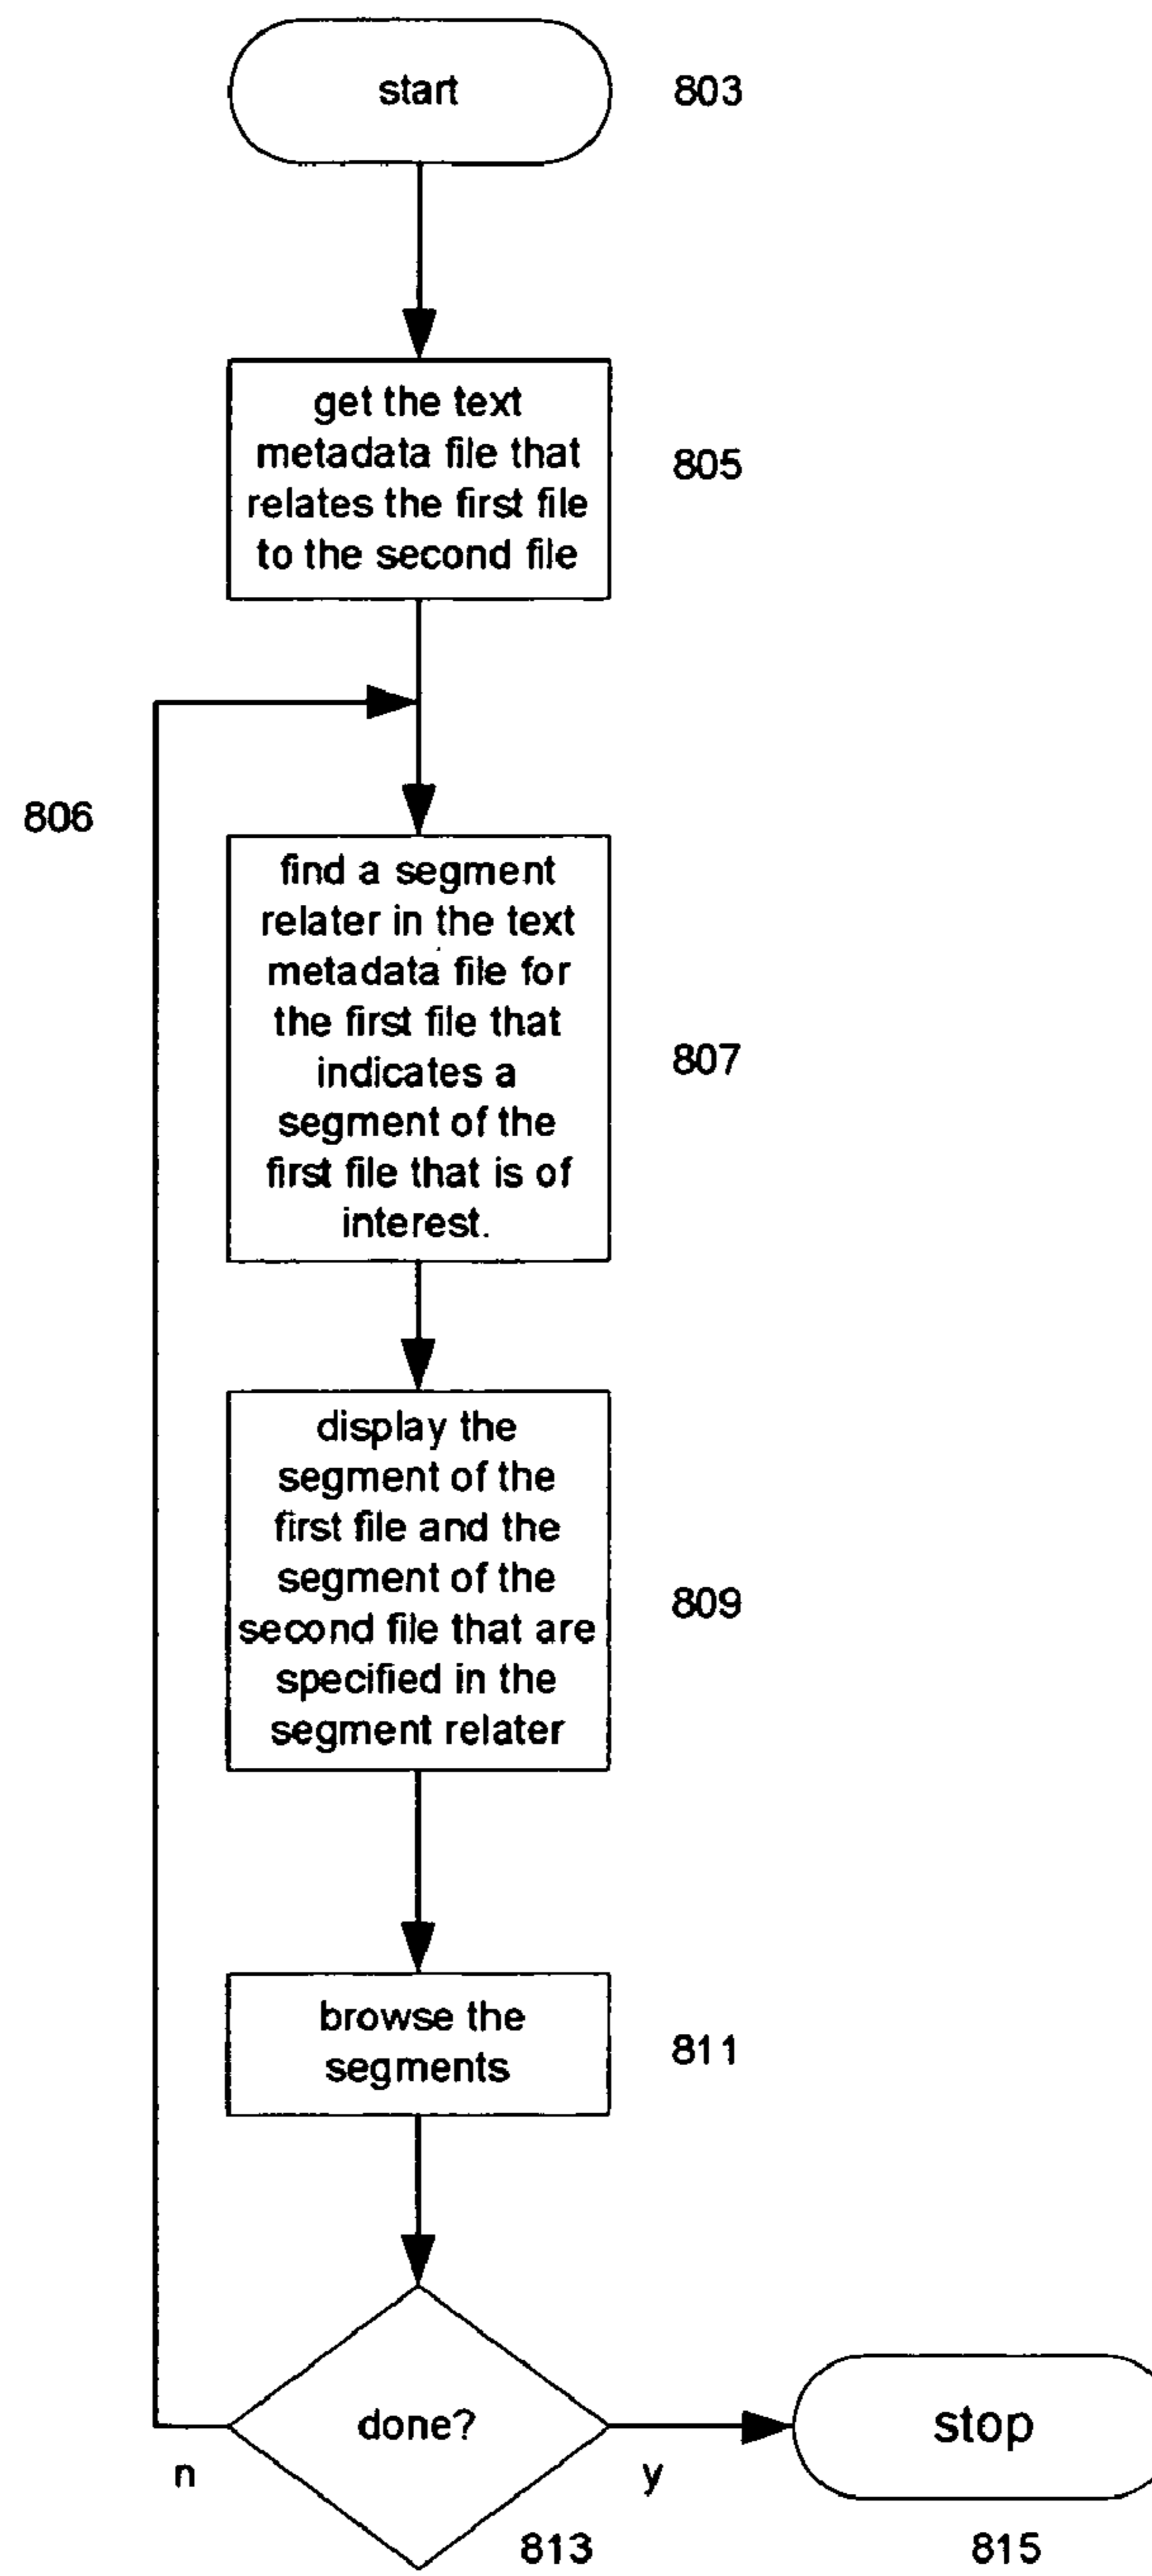 start
803
get the text
metadata file that
relates the first file
to the second file
805
806
find a segment
relater in the text
metadata file for
the first file that
indicates a
segment of the
first file that is of
interest.
807
display the
segment of the
first file and the
segment of the
second file that are
specified in the
segment relater
809
browse the
segments
811
done?
n
y
813
stop
815